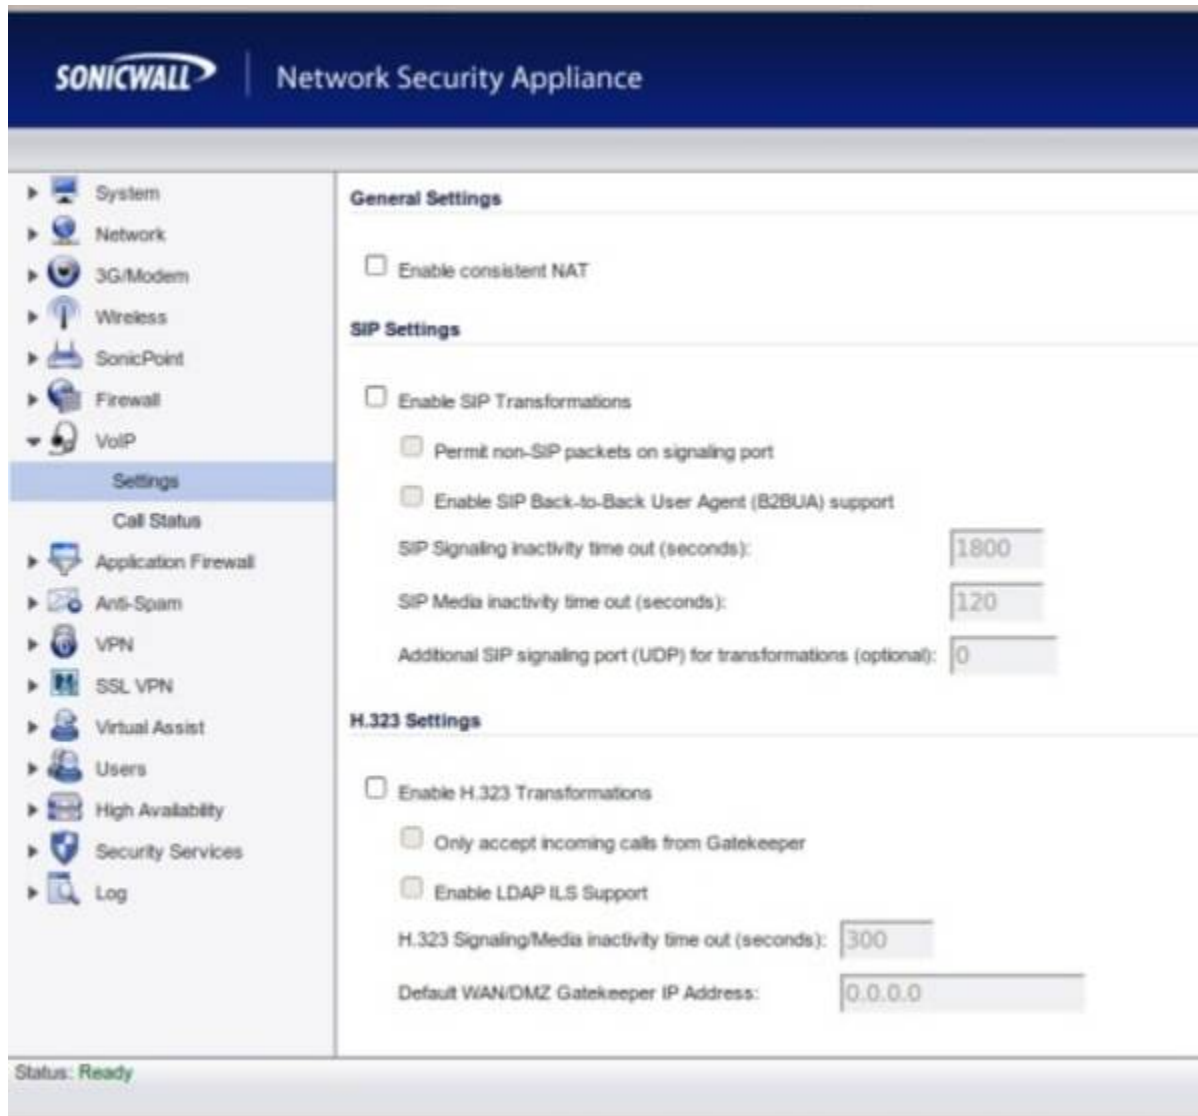 SONICWALL | Network Security Appliance
System
Network
3G/Modem
Wireless
SonicPoint
Firewall
VoIP
Settings
Call Status
Application Firewall
Anti-Spam
VPN
SSL VPN
Virtual Assist
Users
High Availability
Security Services
Log
General Settings
Enable consistent NAT
SIP Settings
Enable SIP Transformations
Permit non-SIP packets on signaling port
Enable SIP Back-to-Back User Agent (B2BUA) support
SIP Signaling inactivity time out (seconds): 1800
SIP Media inactivity time out (seconds): 120
Additional SIP signaling port (UDP) for transformations (optional): 0
H.323 Settings
Enable H.323 Transformations
Only accept incoming calls from Gatekeeper
Enable LDAP ILS Support
H.323 Signaling/Media inactivity time out (seconds): 300
Default WAN/DMZ Gatekeeper IP Address: 0.0.0.0
Status: Ready